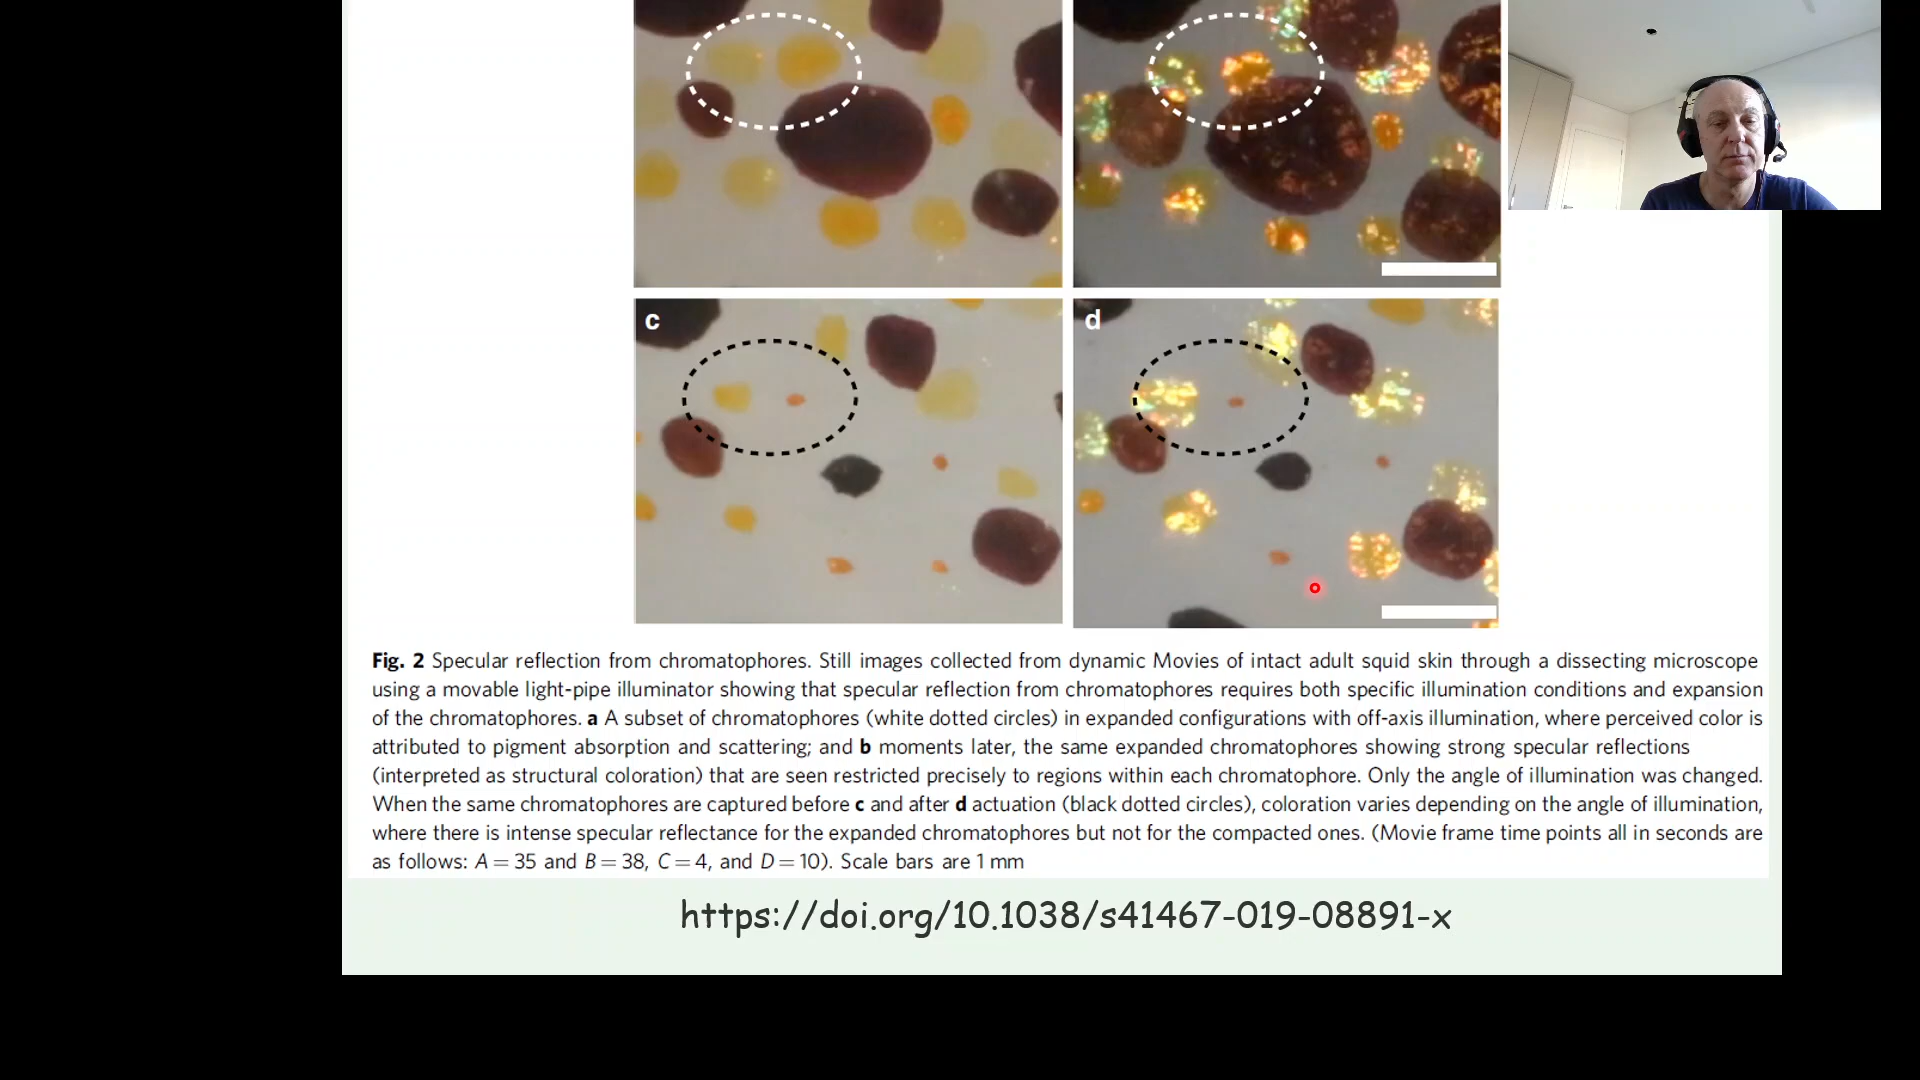 c
d
Fig. 2 Specular reflection from chromatophores. Still images collected from dynamic Movies of intact adult squid skin through a dissecting microscope
using a movable light-pipe illuminator showing that specular reflection from chromatophores requires both specific illumination conditions and expansion
of the chromatophores. a A subset of chromatophores (white dotted circles) in expanded configurations with off-axis illumination, where perceived color is
attributed to pigment absorption and scattering; and b moments later, the same expanded chromatophores showing strong specular reflections
(interpreted as structural coloration) that are seen restricted precisely to regions within each chromatophore. Only the angle of illumination was changed.
When the same chromatophores are captured before c and after d actuation (black dotted circles), coloration varies depending on the angle of illumination,
where there is intense specular reflectance for the expanded chromatophores but not for the compacted ones. (Movie frame time points all in seconds are
as follows: A = 35 and B = 38, C = 4, and D = 10). Scale bars are 1 mm
https://doi.org/10.1038/s41467-019-08891-x